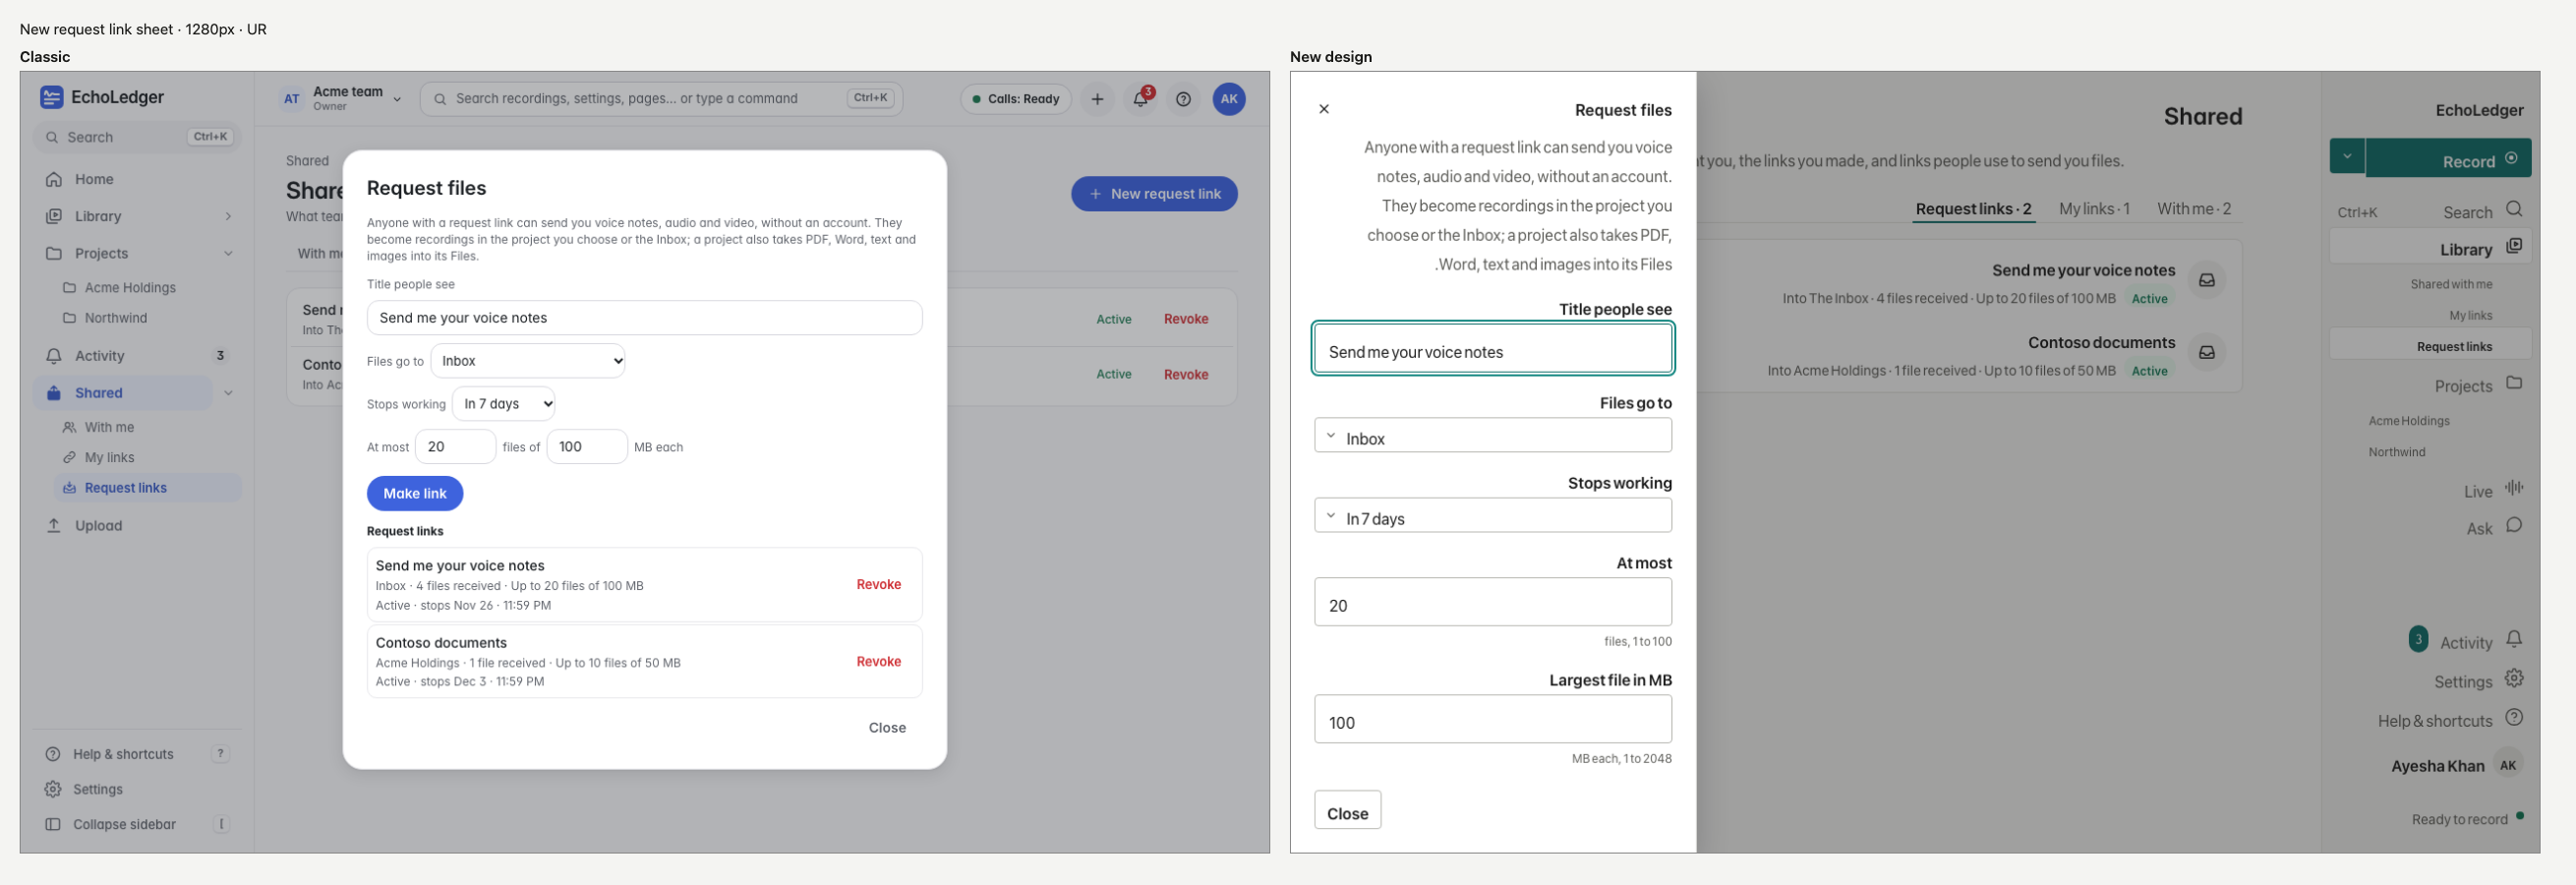 New request link sheet · 1280px · UR
Classic
EchoLedger
Search Ctrl+K
Home
Library
Projects
Acme Holdings
Northwind
Activity 3
Shared
With me
My links
Request links
Upload
Help & shortcuts ?
Settings
Collapse sidebar [
AT Acme team
Owner
Search recordings, settings, pages... or type a command Ctrl+K
Calls: Ready
3
AK
Shared
New request link
Active Revoke
Active Revoke
Request files
Anyone with a request link can send you voice notes, audio and video, without an account. They
become recordings in the project you choose or the Inbox; a project also takes PDF, Word, text and
images into its Files.
Title people see
Send me your voice notes
Files go to Inbox
Stops working In 7 days
At most 20 files of 100 MB each
Make link
Request links
Send me your voice notes
Inbox · 4 files received · Up to 20 files of 100 MB
Active · stops Nov 26 · 11:59 PM
Revoke
Contoso documents
Acme Holdings · 1 file received · Up to 10 files of 50 MB
Active · stops Dec 3 · 11:59 PM
Revoke
Close
New design
Request files
Anyone with a request link can send you voice
notes, audio and video, without an account.
They become recordings in the project you
choose or the Inbox; a project also takes PDF,
.Word, text and images into its Files
Title people see
Send me your voice notes
Files go to
Inbox
Stops working
In 7 days
At most
20
files, 1 to 100
Largest file in MB
100
MB each, 1 to 2048
Close
Shared
you, the links you made, and links people use to send you files.
Request links · 2 My links · 1 With me · 2
Send me your voice notes
Into The Inbox · 4 files received · Up to 20 files of 100 MB Active
Contoso documents
Into Acme Holdings · 1 file received · Up to 10 files of 50 MB Active
EchoLedger
Record
Ctrl+K Search
Library
Shared with me
My links
Request links
Projects
Acme Holdings
Northwind
Live
Ask
3 Activity
Settings
Help & shortcuts
Ayesha Khan AK
Ready to record